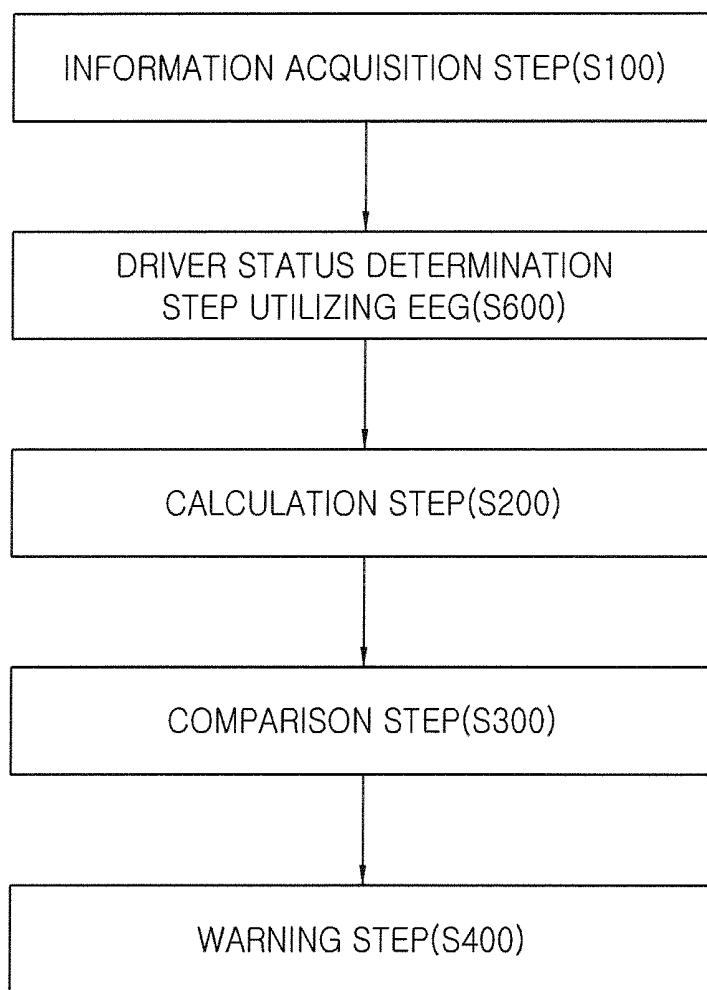 INFORMATION ACQUISITION STEP(S100)
DRIVER STATUS DETERMINATION
STEP UTILIZING EEG(S600)
CALCULATION STEP(S200)
COMPARISON STEP(S300)
WARNING STEP(S400)